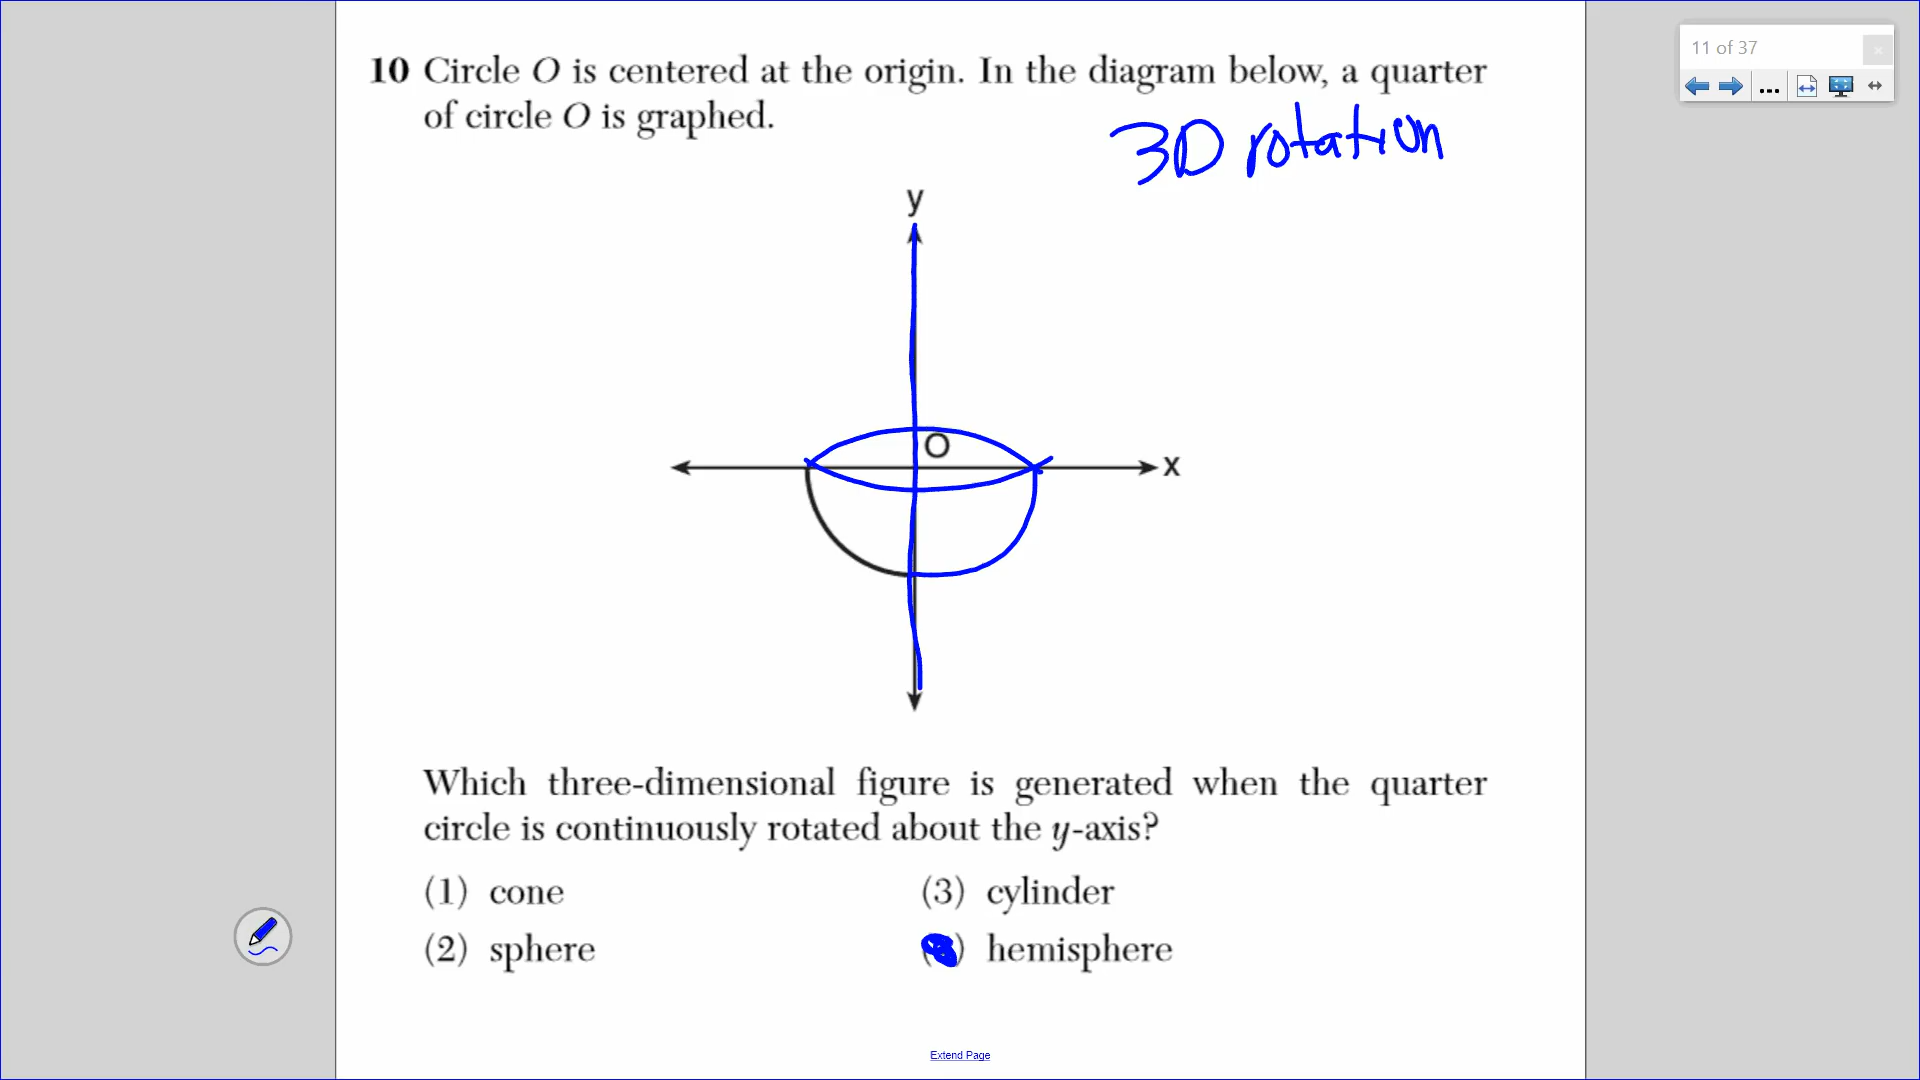 11 of 37
10 Circle O is centered at the origin. In the diagram below, a quarter
of circle O is graphed.
3D rotation
y
O
x
Which three-dimensional figure is generated when the quarter
circle is continuously rotated about the y-axis?
(1) cone
(3) cylinder
(2) sphere
) hemisphere
Extend Page